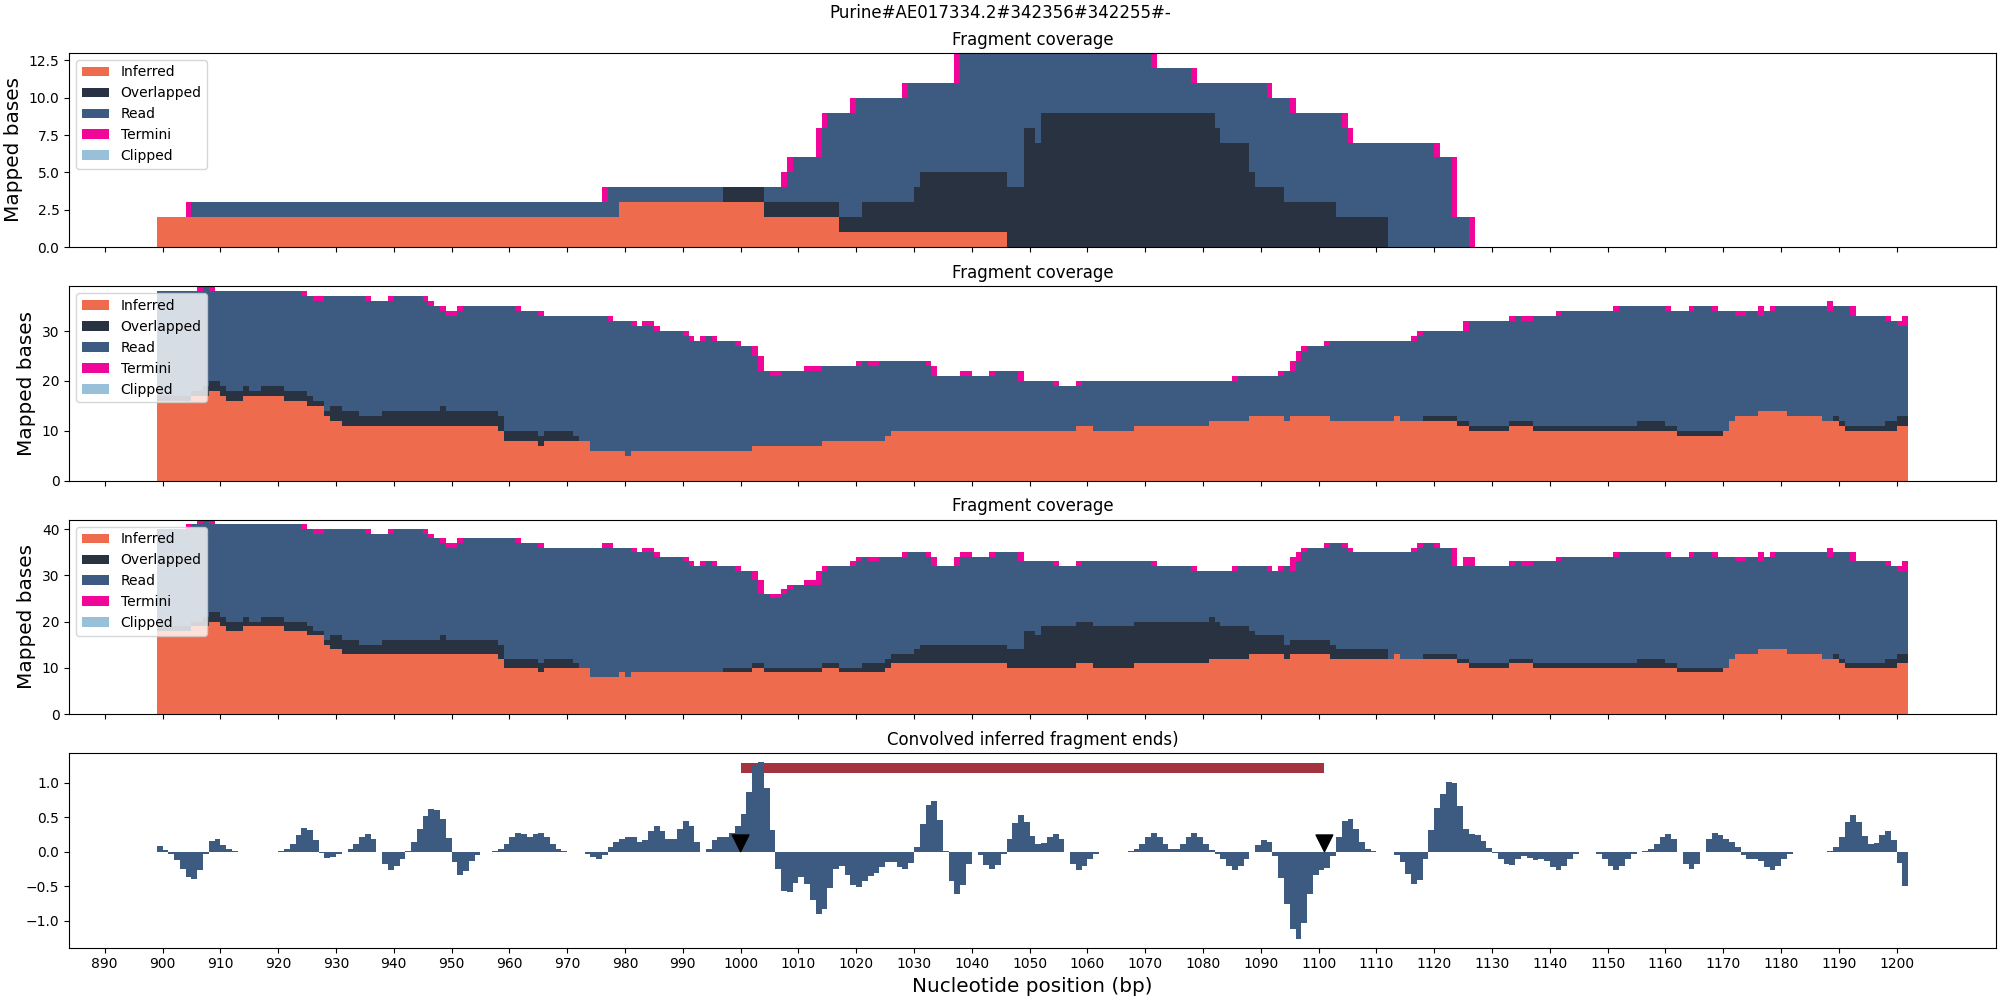 Purine#AE017334.2#342356#342255#-
Fragment coverage
Mapped bases
12.5
10.0
7.5
5.0
2.5
0.0
Inferred
Overlapped
Read
Termini
Clipped
Fragment coverage
Mapped bases
30
20
10
0
Inferred
Overlapped
Read
Termini
Clipped
Fragment coverage
Mapped bases
40
30
20
10
0
Inferred
Overlapped
Read
Termini
Clipped
Convolved inferred fragment ends)
1.0
0.5
0.0
−0.5
−1.0
890 900 910 920 930 940 950 960 970 980 990 1000 1010 1020 1030 1040 1050 1060 1070 1080 1090 1100 1110 1120 1130 1140 1150 1160 1170 1180 1190 1200
Nucleotide position (bp)